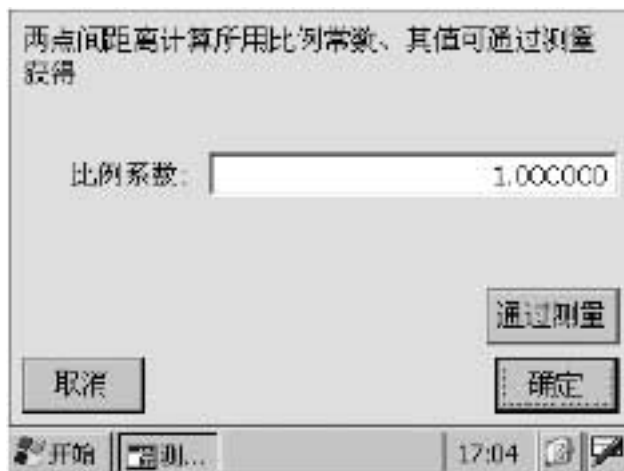 两点间距离计算所用比例常数、其值可通过测量
获得
比例系数: 1.000000
通过测量
取消 确定
开始 测... 17:04